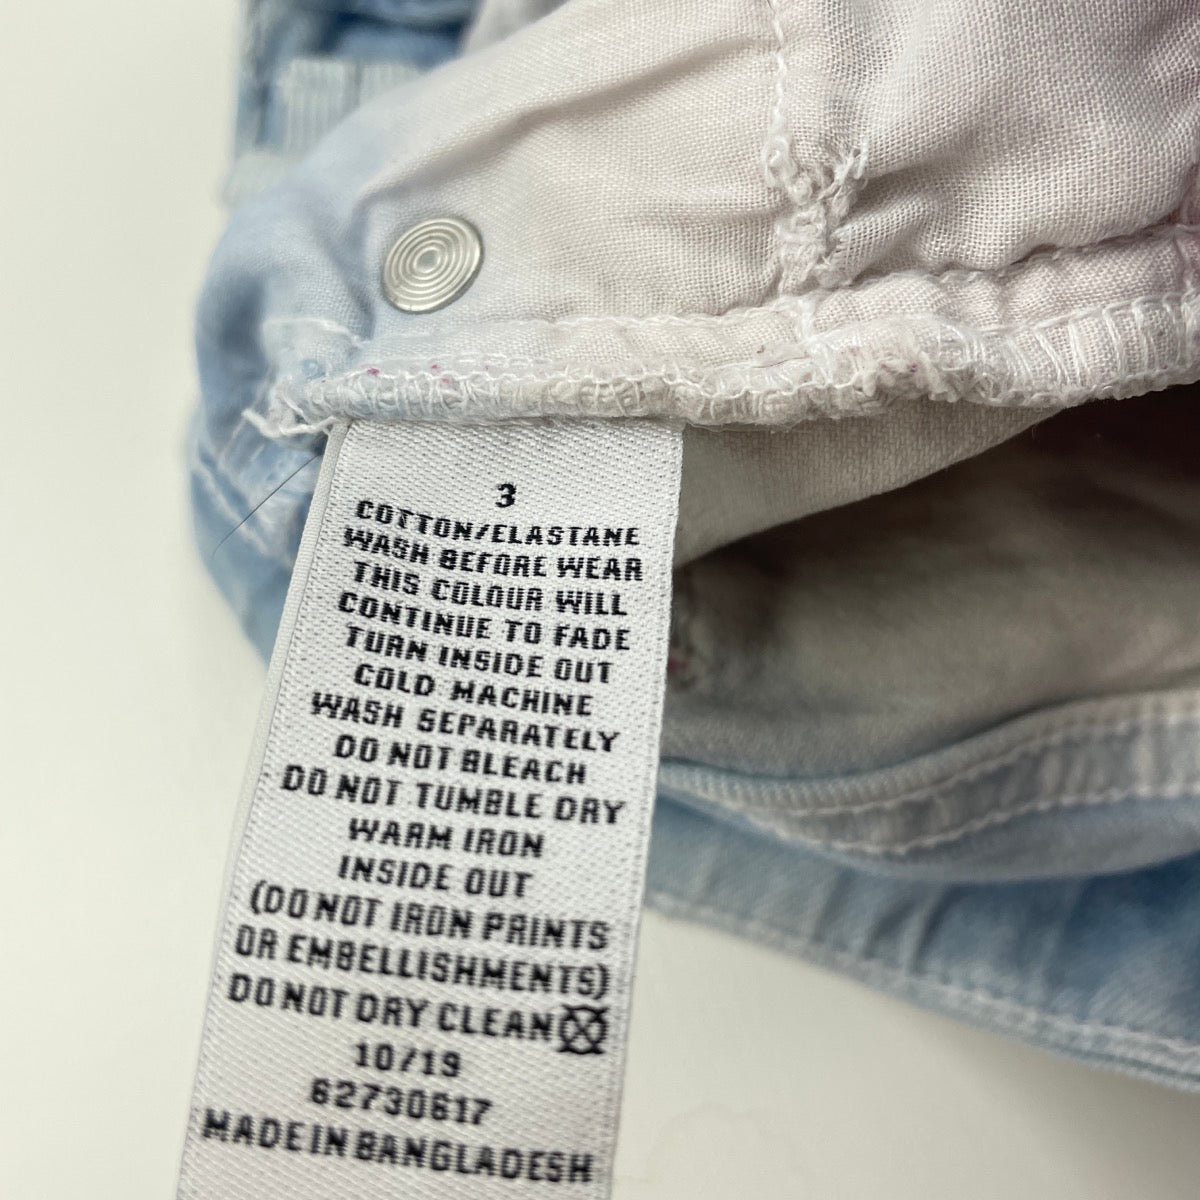 3
COTTON/ELASTANE
WASH BEFORE WEAR
THIS COLOUR WILL
CONTINUE TO FADE
TURN INSIDE OUT
COLD MACHINE
WASH SEPARATELY
DO NOT BLEACH
DO NOT TUMBLE DRY
WARM IRON
INSIDE OUT
(DO NOT IRON PRINTS
OR EMBELLISHMENTS)
DO NOT DRY CLEAN
10/19
62730617
MADE IN BANGLADESH